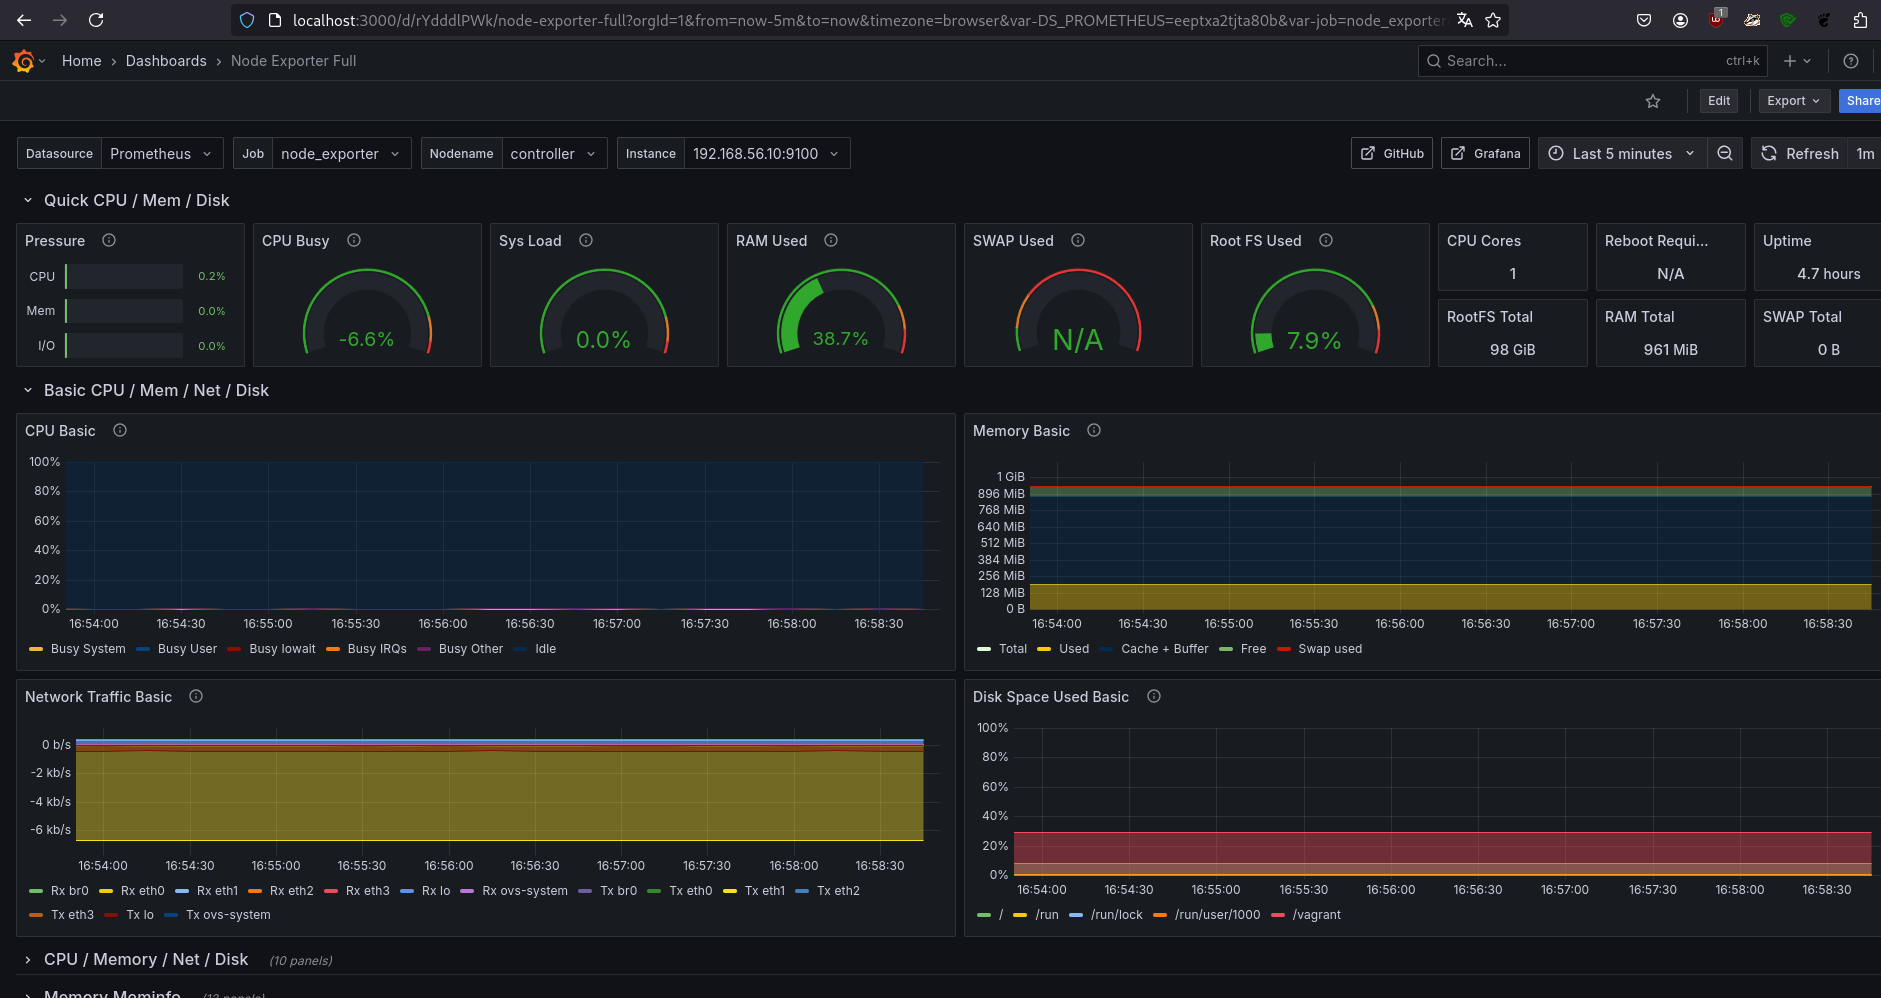 localhost:3000/d/rYdddlPWk/node-exporter-full?orgId=1&from=now-5m&to=now&timezone=browser&var-DS_PROMETHEUS=eeptxa2tjta80b&var-job=node_exporter
1
Home › Dashboards › Node Exporter Full
Search... ctrl+k
Edit Export Share
Datasource Prometheus Job node_exporter Nodename controller Instance 192.168.56.10:9100 GitHub Grafana Last 5 minutes Refresh 1m
Quick CPU / Mem / Disk
Pressure
CPU 0.2%
Mem 0.0%
I/O 0.0%
CPU Busy
-6.6%
Sys Load
0.0%
RAM Used
38.7%
SWAP Used
N/A
Root FS Used
7.9%
CPU Cores
1
Reboot Requi...
N/A
Uptime
4.7 hours
RootFS Total
98 GiB
RAM Total
961 MiB
SWAP Total
0 B
Basic CPU / Mem / Net / Disk
CPU Basic
100%
80%
60%
40%
20%
0%
16:54:00 16:54:30 16:55:00 16:55:30 16:56:00 16:56:30 16:57:00 16:57:30 16:58:00 16:58:30
Busy System Busy User Busy Iowait Busy IRQs Busy Other Idle
Memory Basic
1 GiB
896 MiB
768 MiB
640 MiB
512 MiB
384 MiB
256 MiB
128 MiB
0 B
16:54:00 16:54:30 16:55:00 16:55:30 16:56:00 16:56:30 16:57:00 16:57:30 16:58:00 16:58:30
Total Used Cache + Buffer Free Swap used
Network Traffic Basic
0 b/s
-2 kb/s
-4 kb/s
-6 kb/s
16:54:00 16:54:30 16:55:00 16:55:30 16:56:00 16:56:30 16:57:00 16:57:30 16:58:00 16:58:30
Rx br0 Rx eth0 Rx eth1 Rx eth2 Rx eth3 Rx lo Rx ovs-system Tx br0 Tx eth0 Tx eth1 Tx eth2
Tx eth3 Tx lo Tx ovs-system
Disk Space Used Basic
100%
80%
60%
40%
20%
0%
16:54:00 16:54:30 16:55:00 16:55:30 16:56:00 16:56:30 16:57:00 16:57:30 16:58:00 16:58:30
/ /run /run/lock /run/user/1000 /vagrant
CPU / Memory / Net / Disk (10 panels)
Memory Meminfo